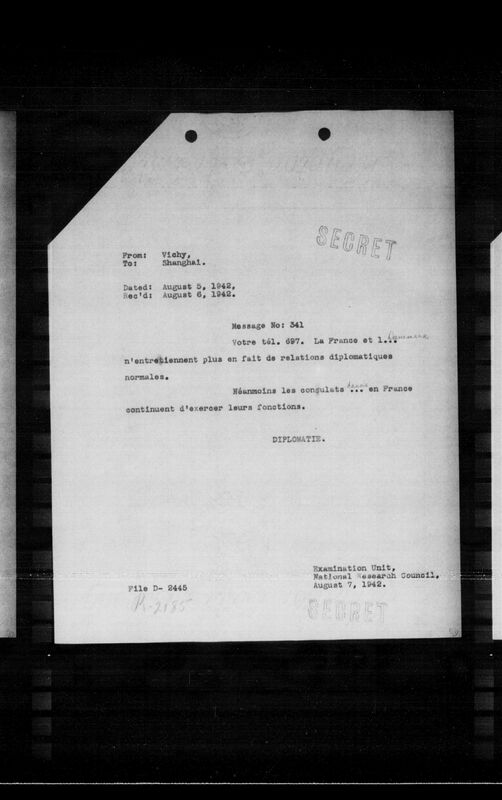 SECRET
From: Vichy,
To: Shanghai.
Dated: August 5, 1942,
Rec'd: August 6, 1942.
Message No: 341
Votre tél. 697. La France et l...
n'entretiennent plus en fait de relations diplomatiques
normales.
Néanmoins les consulats danois ... en France
continuent d'exercer leurs fonctions.
DIPLOMATIE.
Examination Unit,
National Research Council,
August 7, 1942.
File D- 2445
SECRET